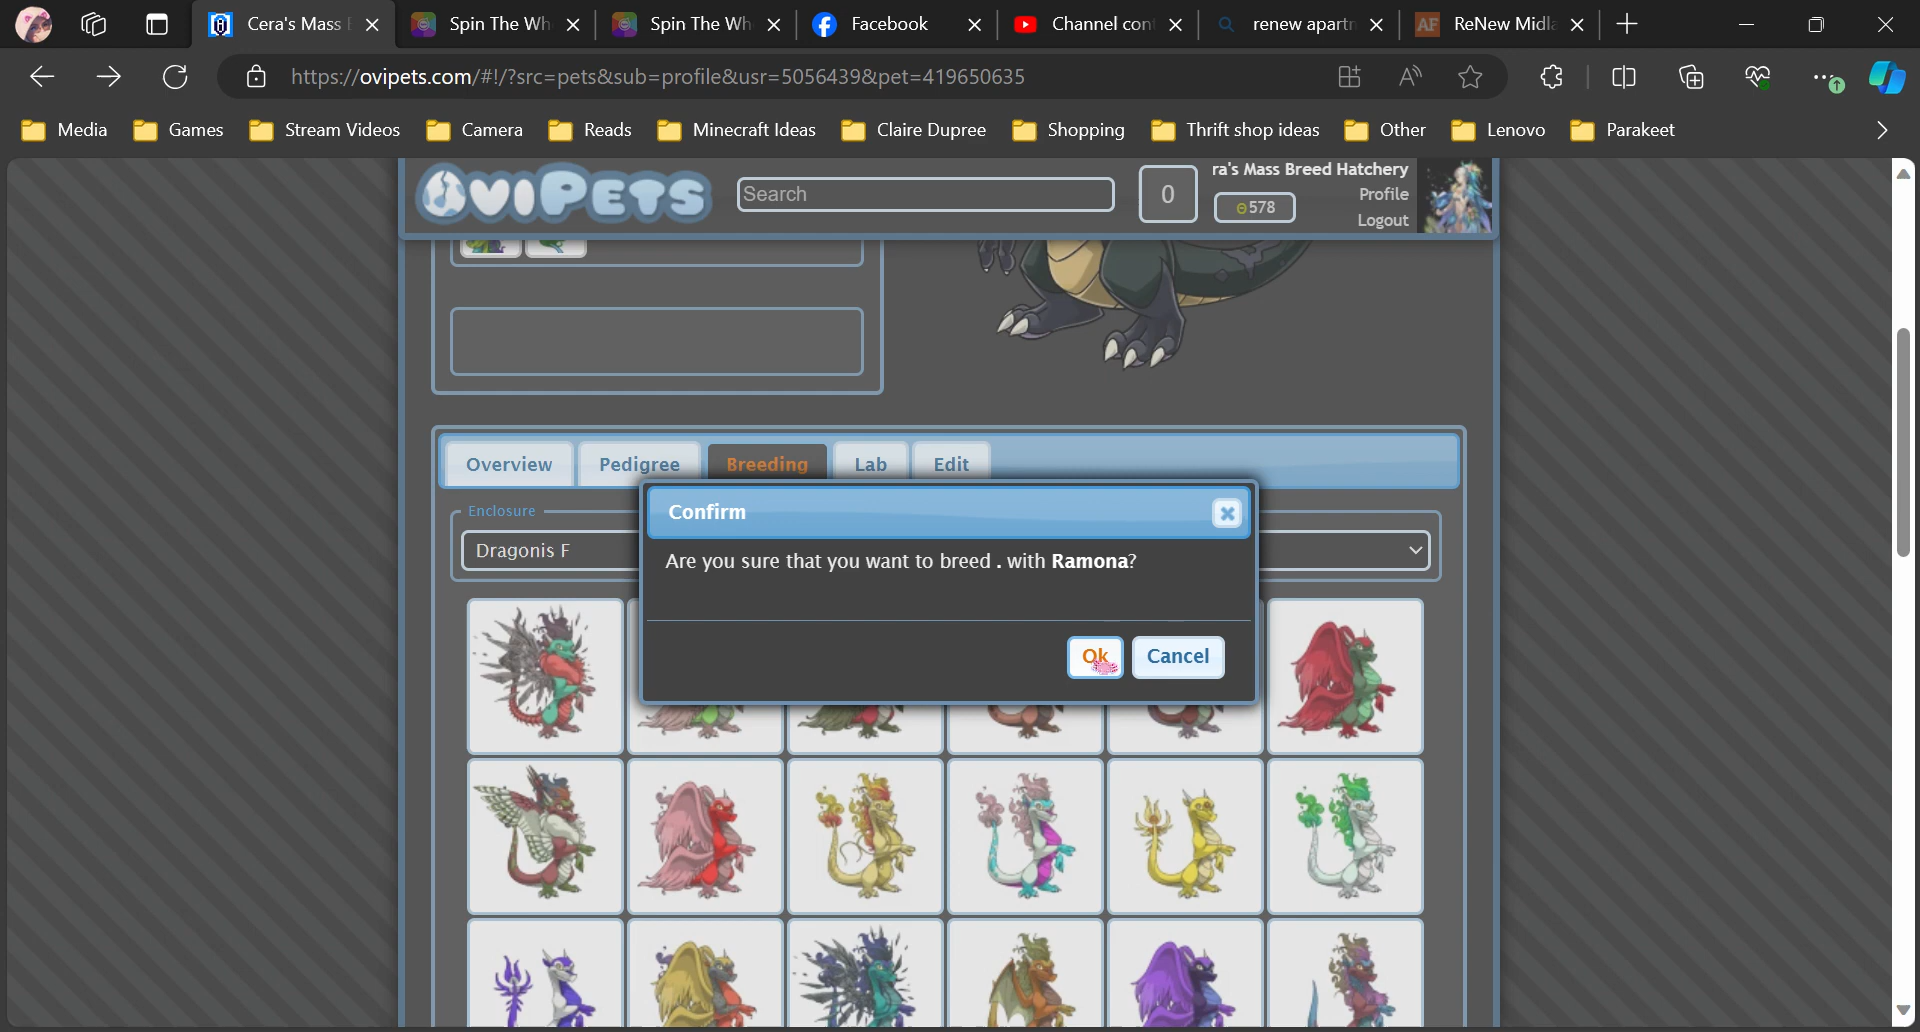 Cera's Mass
Spin The Wh
Spin The Wh
Facebook
Channel con
renew apartn
AF
ReNew Midla
https://ovipets.com/#!/?src=pets&sub=profile&usr=5056439&pet=419650635
Media
Games
Stream Videos
Camera
Reads
Minecraft Ideas
Claire Dupree
Shopping
Thrift shop ideas
Other
Lenovo
Parakeet
OviPets
Search
0
ra's Mass Breed Hatchery
578
Profile
Logout
Overview
Pedigree
Breeding
Lab
Edit
Enclosure
Dragonis F
Confirm
Are you sure that you want to breed . with Ramona?
Ok
Cancel